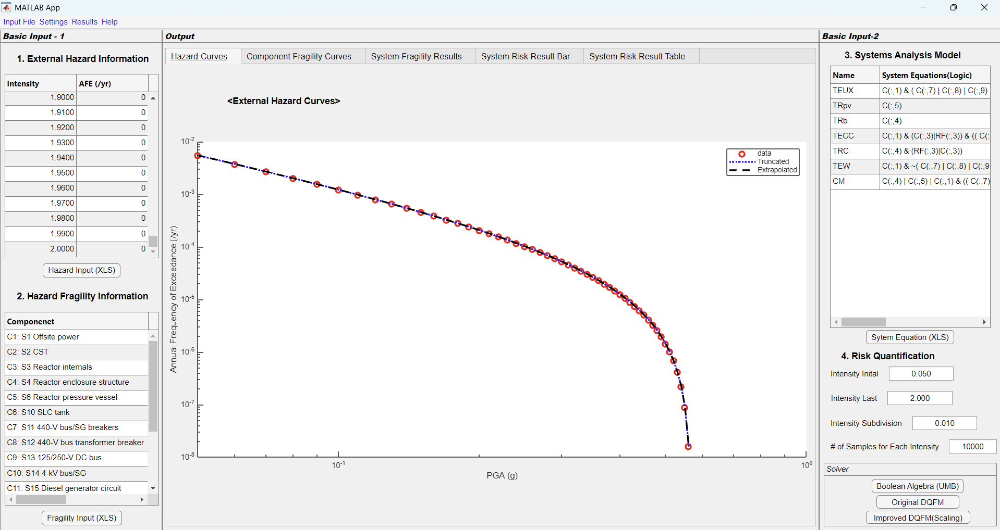 MATLAB App
Input File Settings Results Help
Basic Input - 1
1. External Hazard Information
Intensity AFE (/yr)
1.9000 0
1.9100 0
1.9200 0
1.9300 0
1.9400 0
1.9500 0
1.9600 0
1.9700 0
1.9800 0
1.9900 0
2.0000 0
Hazard Input (XLS)
2. Hazard Fragility Information
Componenet
C1: S1 Offsite power
C2: S2 CST
C3: S3 Reactor internals
C4: S4 Reactor enclosure structure
C5: S6 Reactor pressure vessel
C6: S10 SLC tank
C7: S11 440-V bus/SG breakers
C8: S12 440-V bus transformer breaker
C9: S13 125/250-V DC bus
C10: S14 4-kV bus/SG
C11: S15 Diesel generator circuit
Fragility Input (XLS)
Output
Hazard Curves Component Fragility Curves System Fragility Results System Risk Result Bar System Risk Result Table
<External Hazard Curves>
10-2
10-3
10-4
10-5
10-6
10-7
10-8
Annual Frequency of Exceedance (/yr)
data
Truncated
Extrapolated
10-1 100
PGA (g)
Basic Input-2
3. Systems Analysis Model
Name System Equations(Logic)
TEUX C(:,1) & ( C(:,7) | C(:,8) | C(:,9)
TRpv C(:,5)
TRb C(:,4)
TECC C(:,1) & (C(:,3)|RF(:,3)) & (( C(:
TRC C(:,4) & (RF(:,3)|C(:,3))
TEW C(:,1) & ~( C(:,7) | C(:,8) | C(:,9
CM C(:,4) | C(:,5) | C(:,1) & (( C(:,7)
Sytem Equation (XLS)
4. Risk Quantification
Intensity Inital 0.050
Intensity Last 2.000
Intensity Subdivision 0.010
# of Samples for Each Intensity 10000
Solver
Boolean Algebra (UMB)
Original DQFM
Improved DQFM(Scaling)